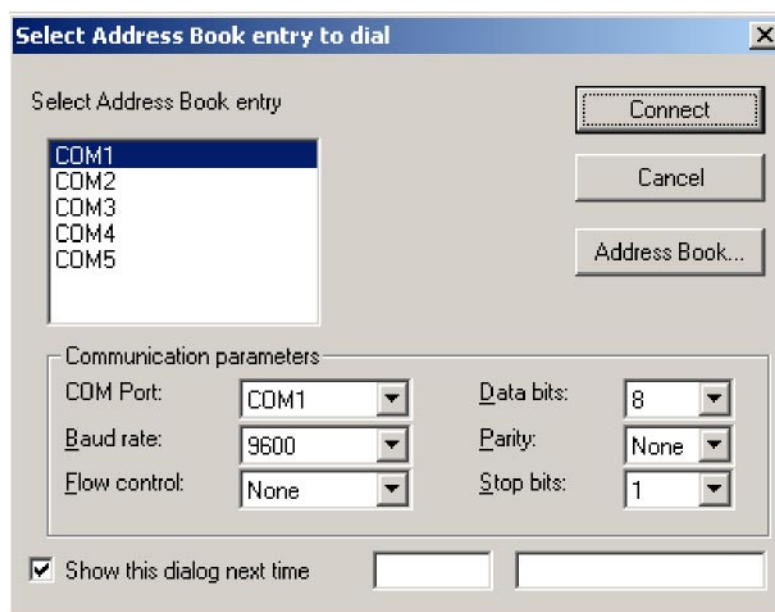 Select Address Book entry to dial
Select Address Book entry
Connect
COM1
COM2
COM3
COM4
COM5
Cancel
Address Book...
Communication parameters
COM Port: COM1 Data bits: 8
Baud rate: 9600 Parity: None
Flow control: None Stop bits: 1
Show this dialog next time